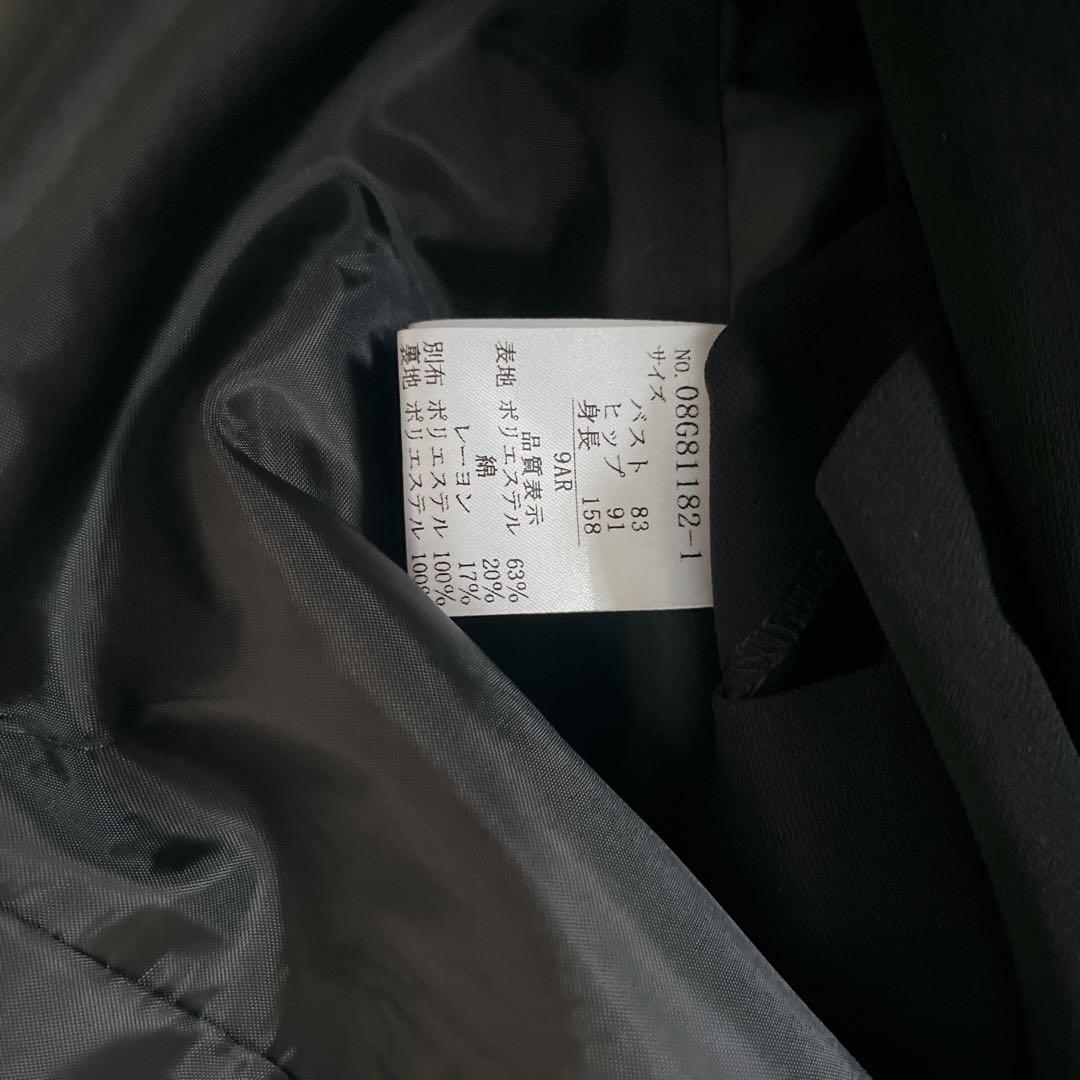 No. 08G81182-1
サイズ
バスト 83
ヒップ 91
身長 158
9AR
品質表示
表地 ポリエステル 63%
綿 20%
レーヨン 17%
別布 ポリエステル 100%
裏地 ポリエステル 100%